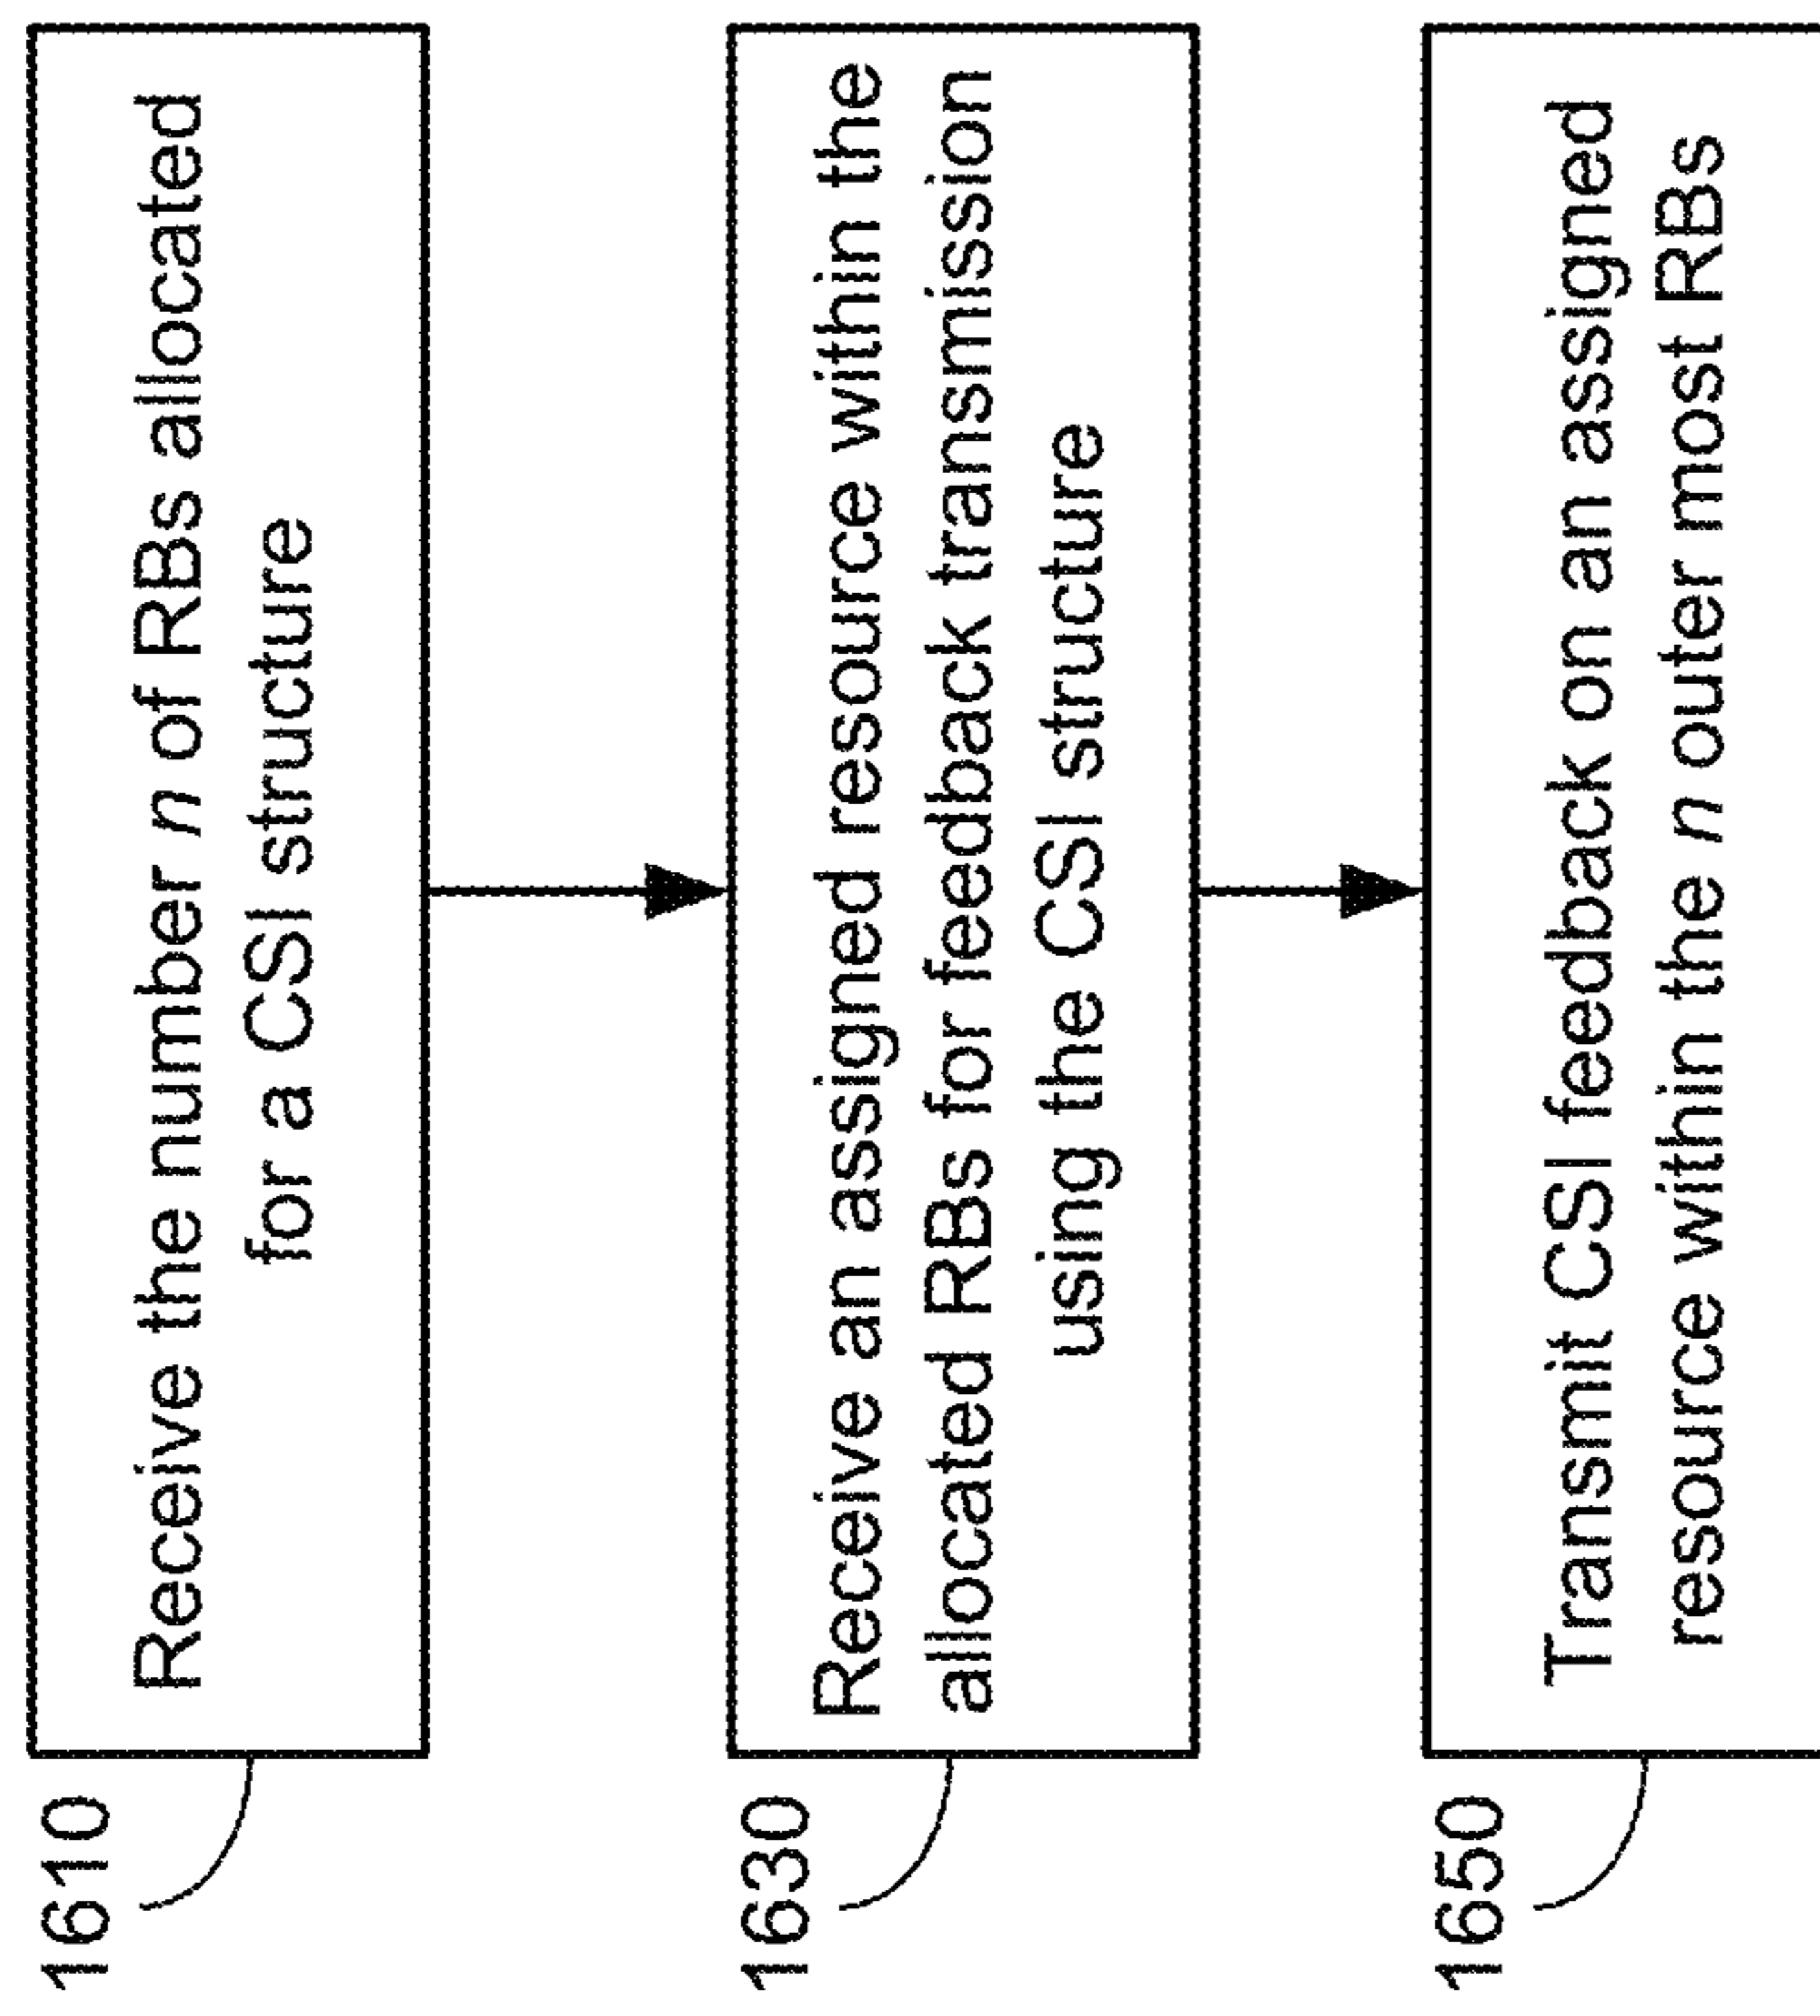 1610
Receive the number n of RBs allocated
for a CSI structure
1630
Receive an assigned resource within the
allocated RBs for feedback transmission
using the CSI structure
1650
Transmit CSI feedback on an assigned
resource within the n outer most RBs